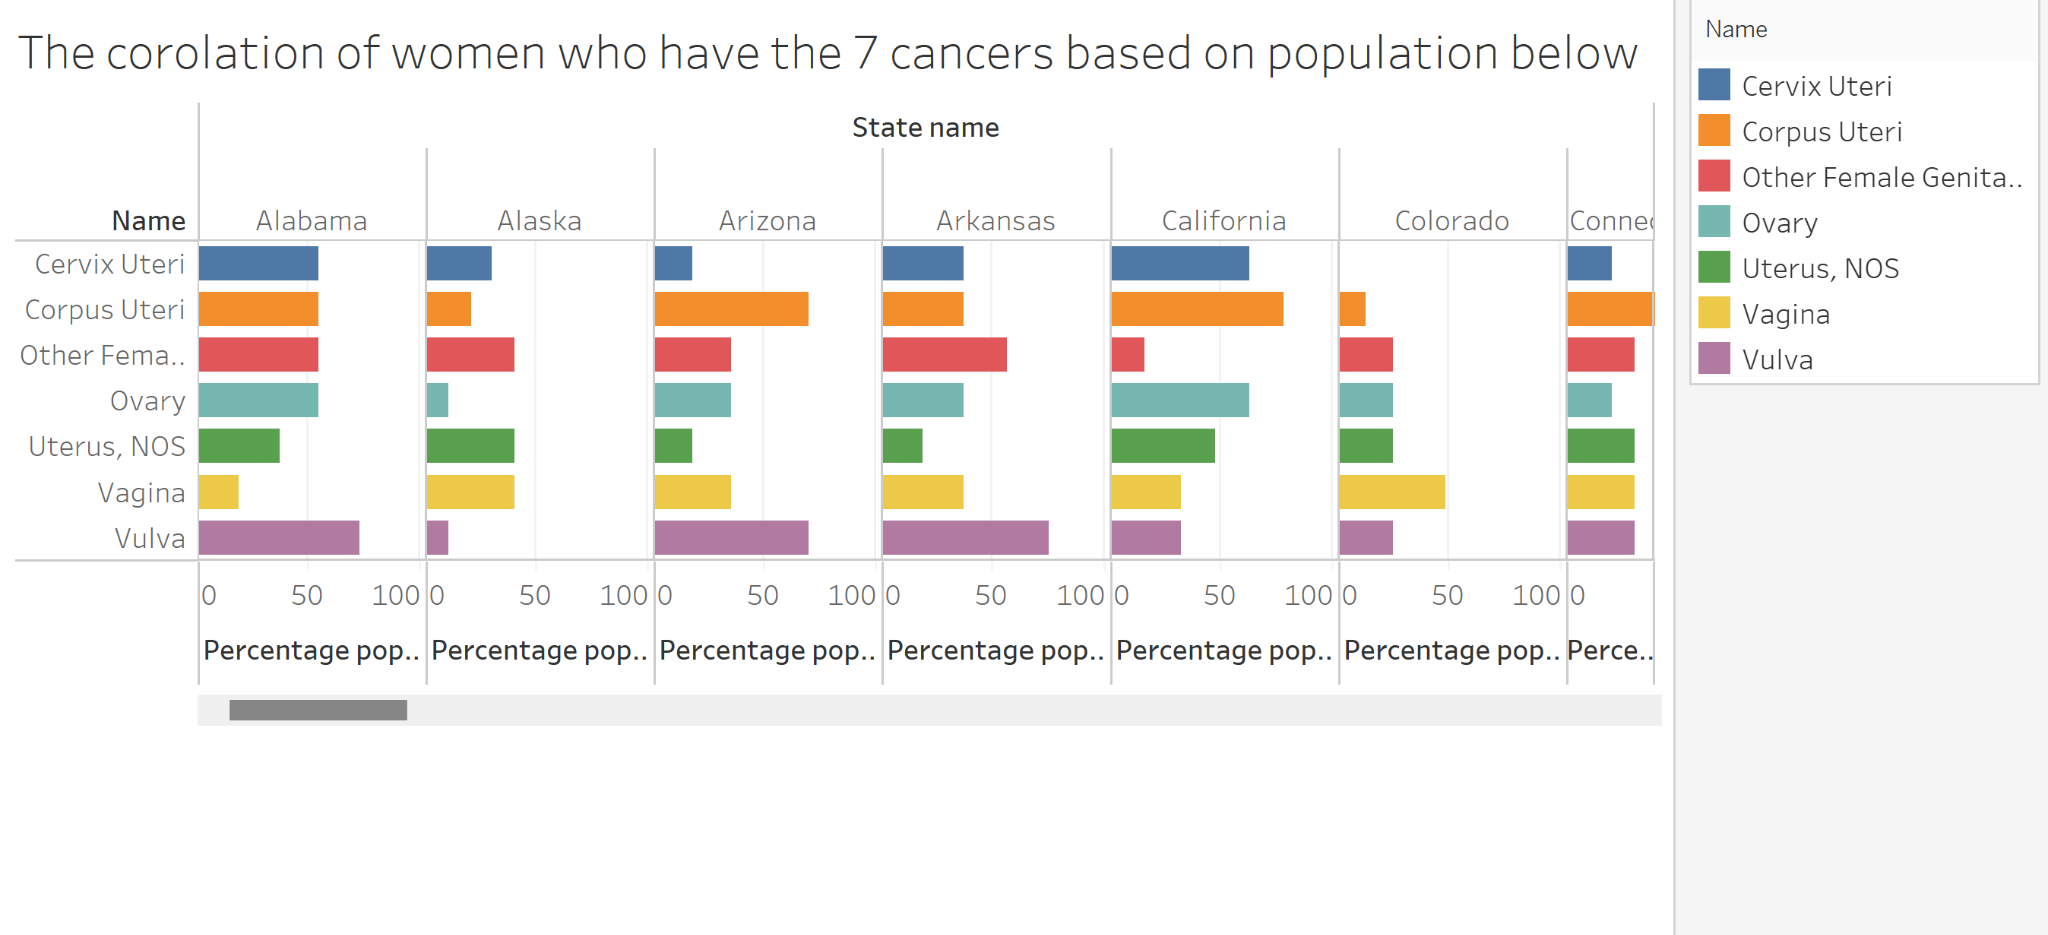 The corolation of women who have the 7 cancers based on population below
State name
Name Alabama Alaska Arizona Arkansas California Colorado Connec
Cervix Uteri
Corpus Uteri
Other Fema..
Ovary
Uterus, NOS
Vagina
Vulva
0 50 100 0 50 100 0 50 100 0 50 100 0 50 100 0 50 100 0
Percentage pop.. Percentage pop.. Percentage pop.. Percentage pop.. Percentage pop.. Percentage pop.. Perce..
Name
Cervix Uteri
Corpus Uteri
Other Female Genita..
Ovary
Uterus, NOS
Vagina
Vulva